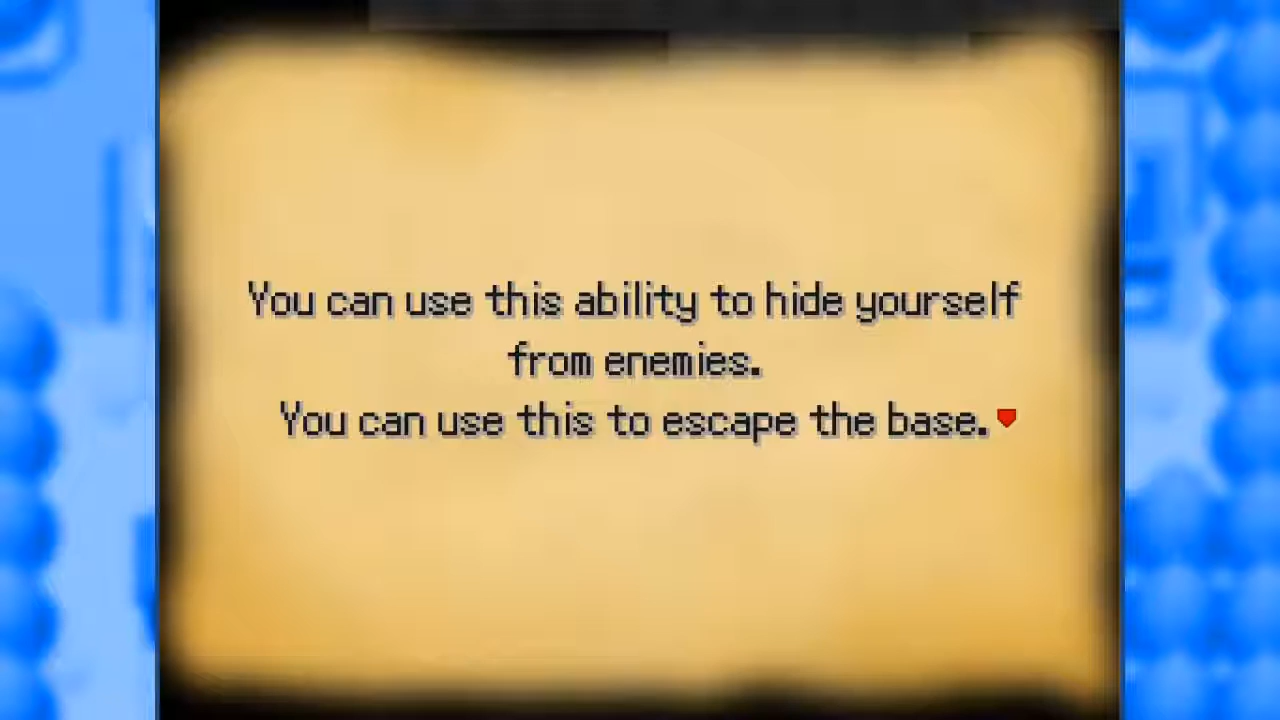 You can use this ability to hide yourself
from enemies.
You can use this to escape the base.